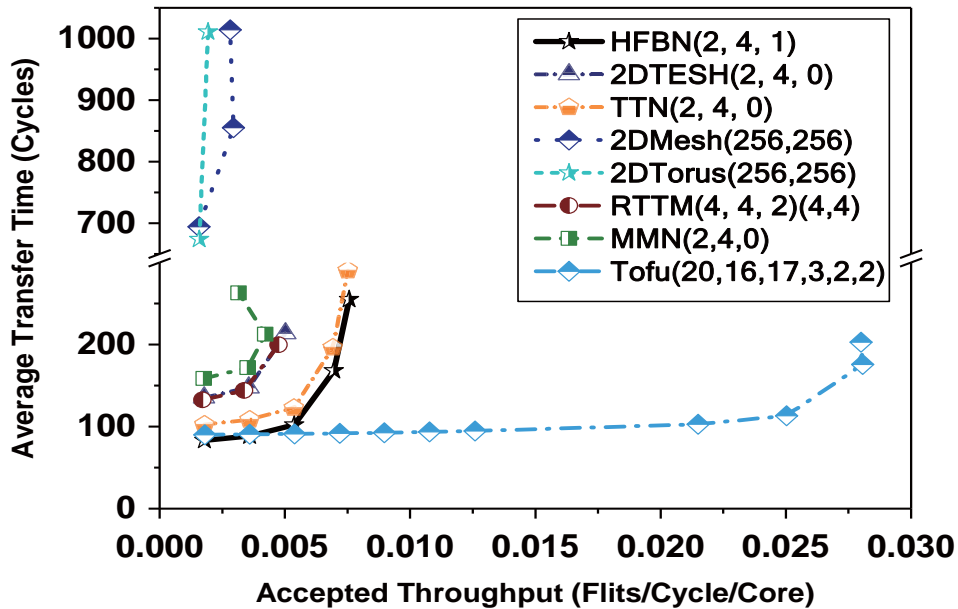 1000
900
800
700
200
100
0
Average Transfer Time (Cycles)
HFBN(2, 4, 1)
2DTESH(2, 4, 0)
TTN(2, 4, 0)
2DMesh(256,256)
2DTorus(256,256)
RTTM(4, 4, 2)(4,4)
MMN(2,4,0)
Tofu(20,16,17,3,2,2)
0.000 0.005 0.010 0.015 0.020 0.025 0.030
Accepted Throughput (Flits/Cycle/Core)